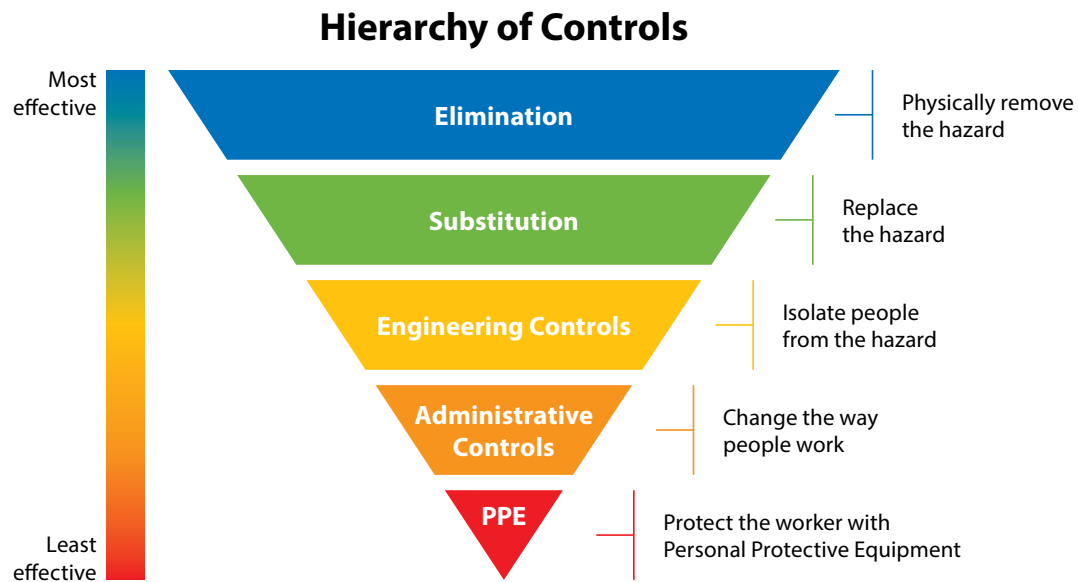 Hierarchy of Controls
Most
effective
Elimination
Physically remove
the hazard
Substitution
Replace
the hazard
Engineering Controls
Isolate people
from the hazard
Administrative
Controls
Change the way
people work
PPE
Protect the worker with
Personal Protective Equipment
Least
effective